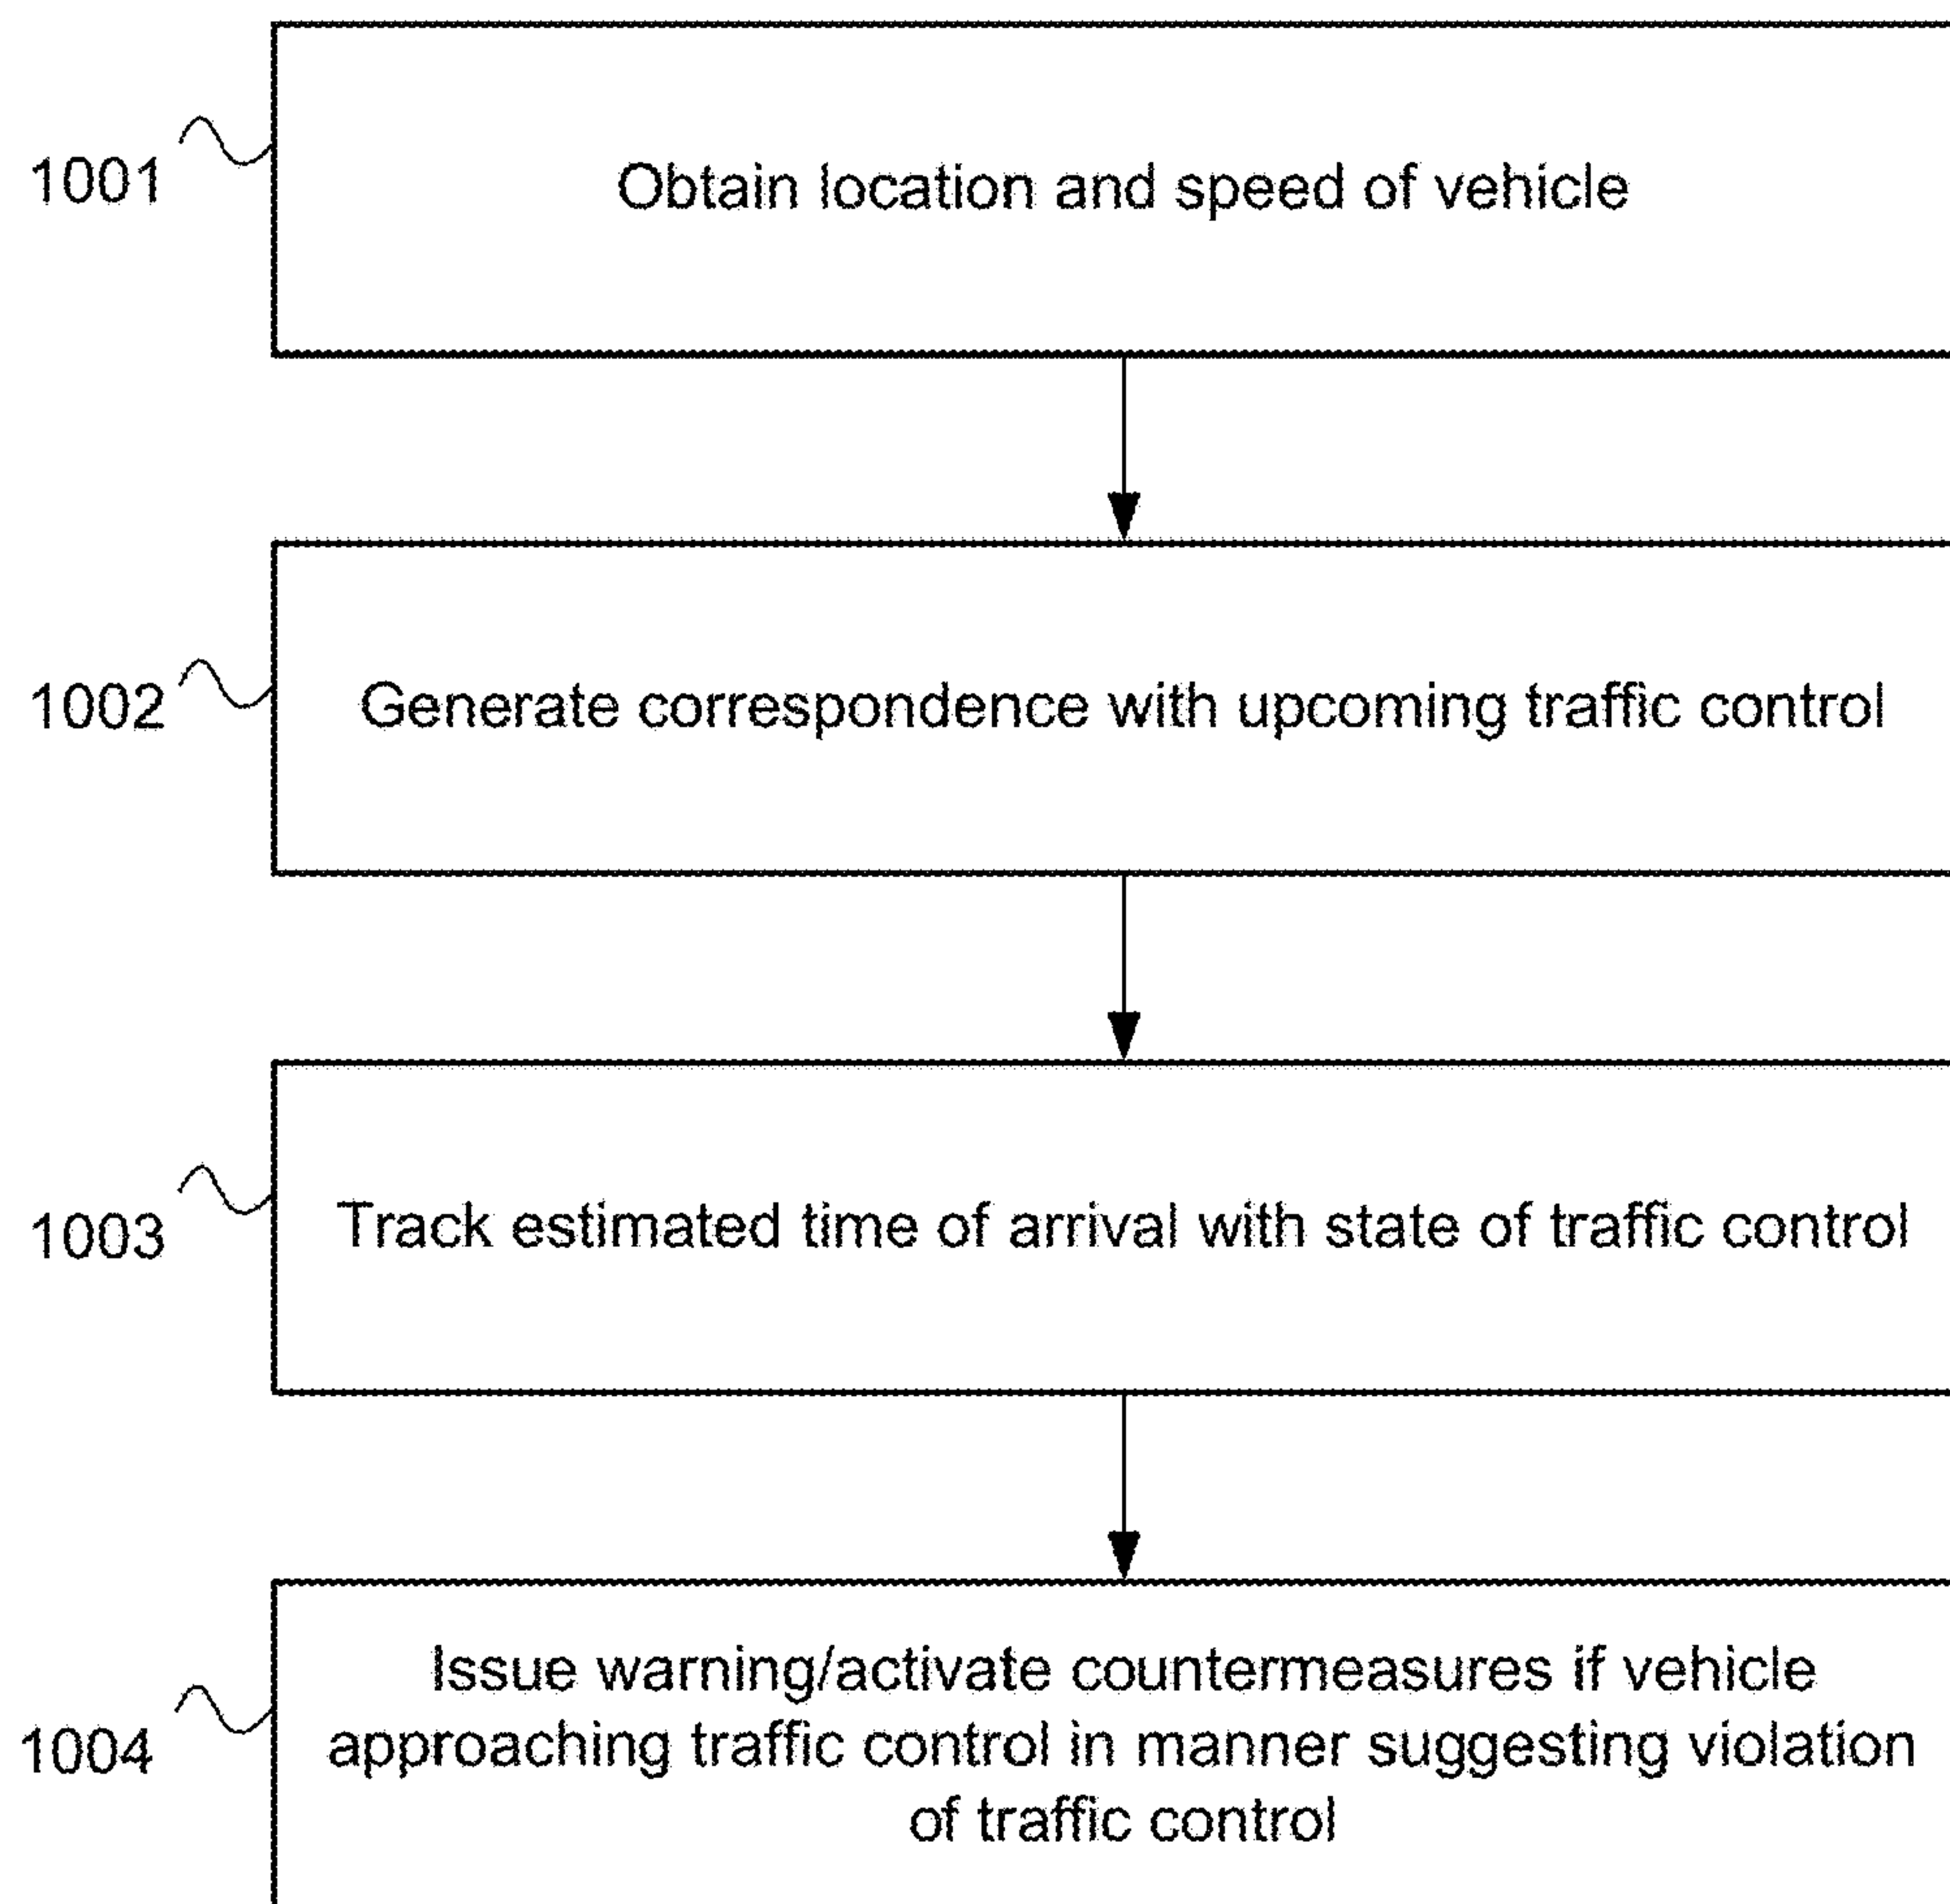 1001
Obtain location and speed of vehicle
1002
Generate correspondence with upcoming traffic control
1003
Track estimated time of arrival with state of traffic control
1004
Issue warning/activate countermeasures if vehicle
approaching traffic control in manner suggesting violation
of traffic control